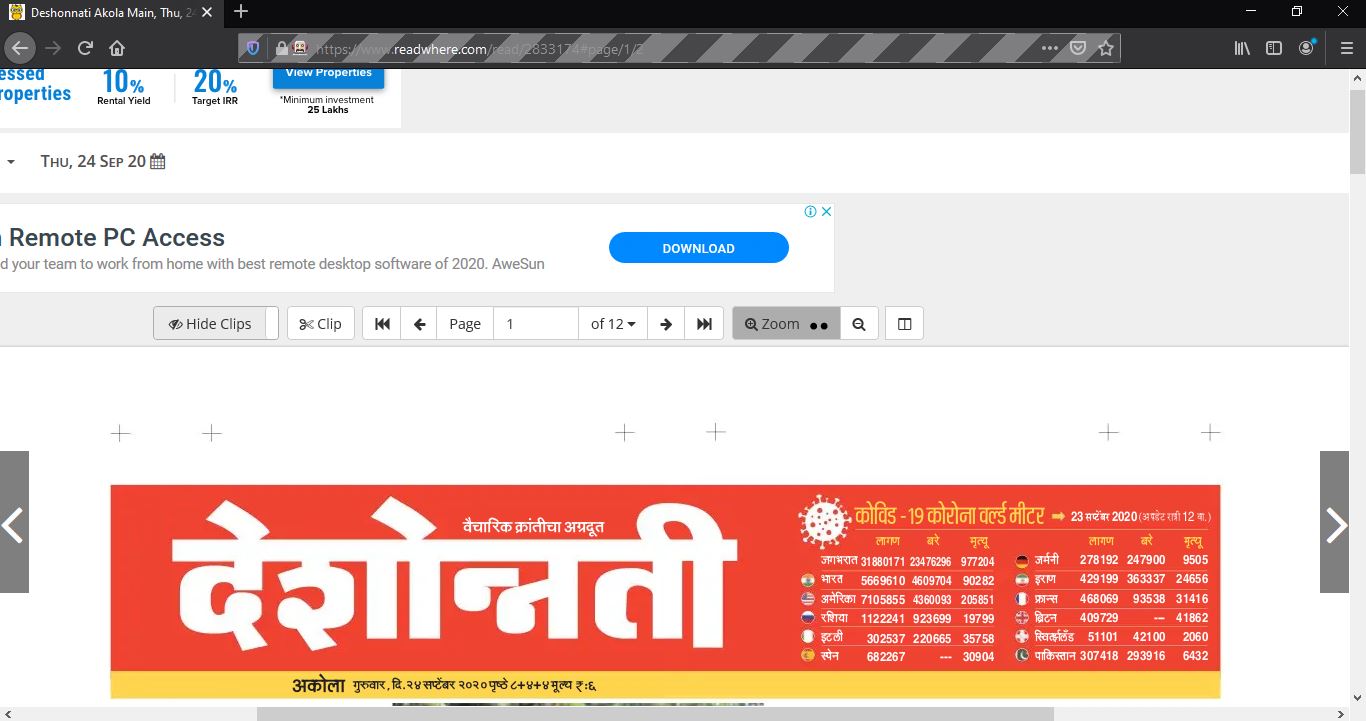 Deshonnati Akola Main, Thu, 24
https://www.readwhere.com/read/2833174#page/1/2
essed
roperties
10%
Rental Yield
20%
Target IRR
View Properties
*Minimum investment
25 Lakhs
THU, 24 SEP 20
Remote PC Access
d your team to work from home with best remote desktop software of 2020. AweSun
DOWNLOAD
Hide Clips
Clip
Page
1
of 12
Zoom
देशोन्नती
वैचारिक क्रांतीचा अग्रदूत
कोविड - 19 कोरोना वर्ल्ड मीटर ➡ 23 सप्टेंबर 2020 (अपडेट रात्री 12 वा.)
लागण बरे मृत्यू
जगभरात 31880171 23476296 977204
भारत 5669610 4609704 90282
अमेरिका 7105855 4360093 205851
रशिया 1122241 923699 19799
इटली 302537 220665 35758
स्पेन 682267 --- 30904
लागण बरे मृत्यू
जर्मनी 278192 247900 9505
इराण 429199 363337 24656
फ्रान्स 468069 93538 31416
ब्रिटन 409729 --- 41862
स्वित्झर्लंड 51101 42100 2060
पाकिस्तान 307418 293916 6432
अकोला गुरुवार, दि.२४ सप्टेंबर २०२० पृष्ठे ८+४+४ मूल्य ₹:६